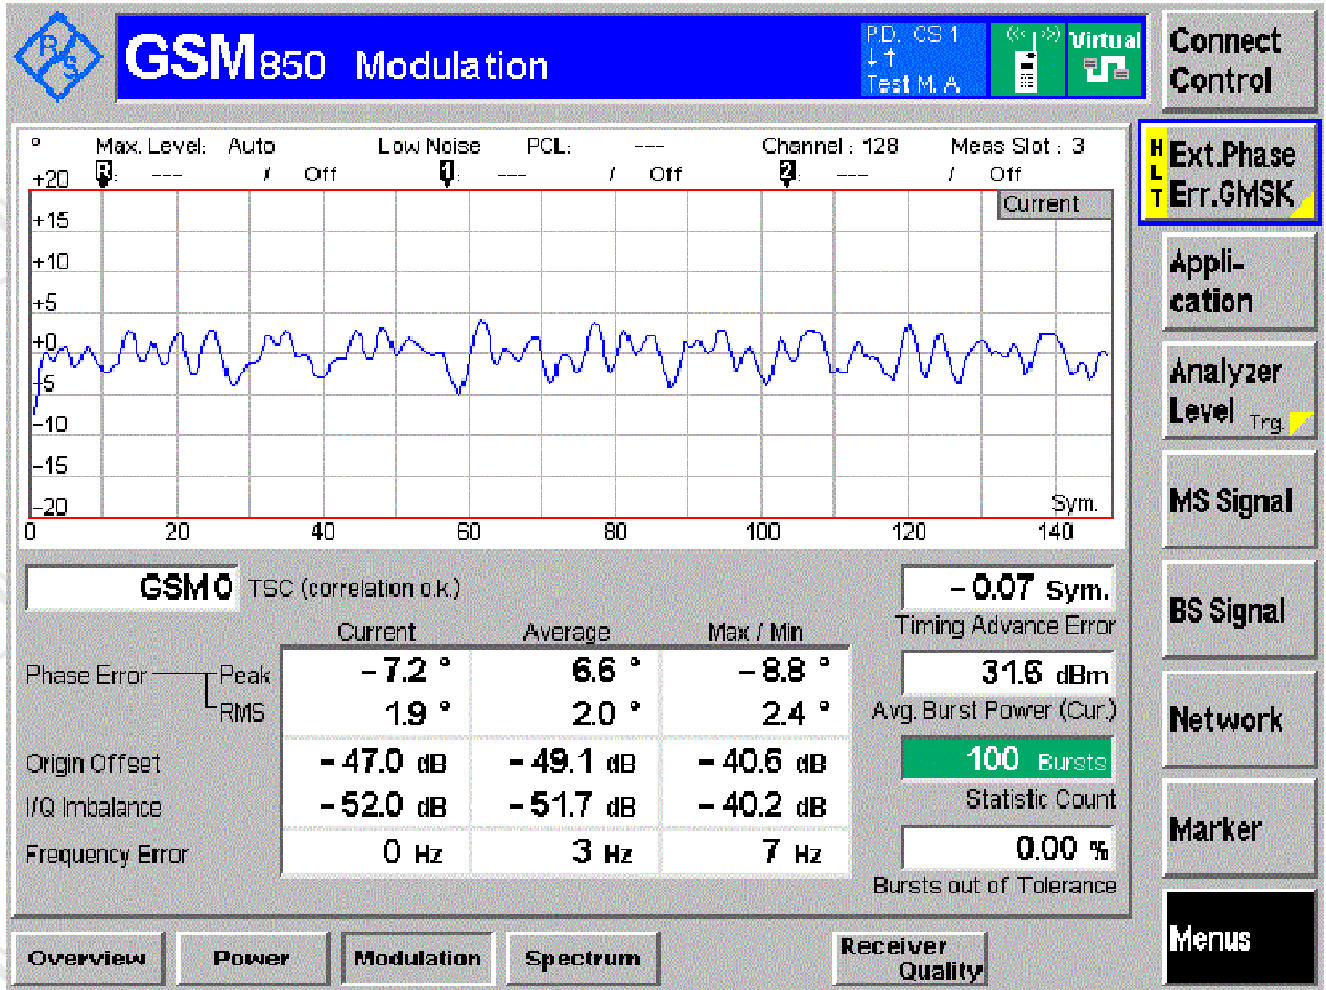 R S
GSM850 Modulation
P.D. CS 1
Test M. A.
Virtual
Connect Control
° Max. Level: Auto Low Noise PCL: --- Channel : 128 Meas Slot : 3
R: --- / Off 1: --- / Off 2: --- / Off
HLT Ext.Phase Err.GMSK
Current
+20
+15
+10
+5
+0
-5
-10
-15
-20
Sym.
0 20 40 60 80 100 120 140
Appli-
cation
Analyzer
Level Trg.
MS Signal
BS Signal
Network
Marker
Menus
GSM 0 TSC (correlation o.k.)
Current Average Max / Min
Phase Error Peak – 7.2 ° 6.6 ° – 8.8 °
RMS 1.9 ° 2.0 ° 2.4 °
Origin Offset – 47.0 dB – 49.1 dB – 40.6 dB
I/Q Imbalance – 52.0 dB – 51.7 dB – 40.2 dB
Frequency Error 0 Hz 3 Hz 7 Hz
– 0.07 Sym.
Timing Advance Error
31.6 dBm
Avg. Burst Power (Cur.)
100 Bursts
Statistic Count
0.00 %
Bursts out of Tolerance
Overview Power Modulation Spectrum Receiver Quality